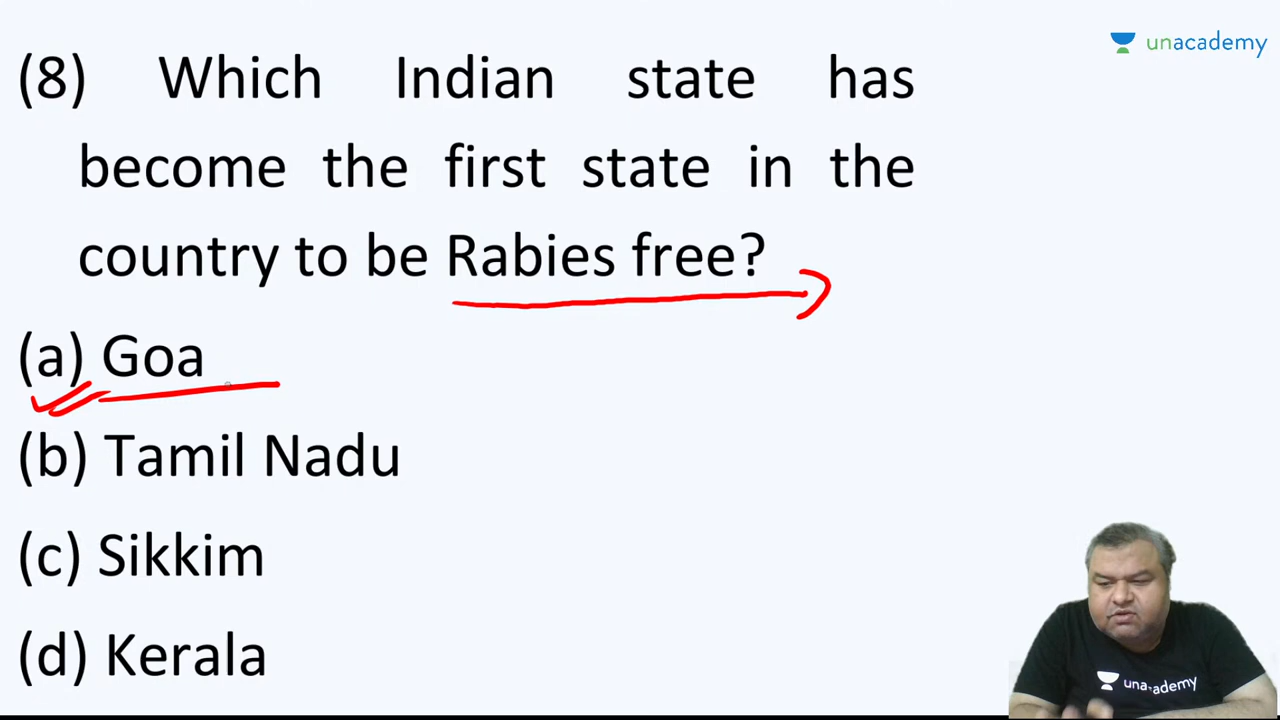 unacademy
(8) Which Indian state has
become the first state in the
country to be Rabies free?
(a) Goa
(b) Tamil Nadu
(c) Sikkim
(d) Kerala
unacademy